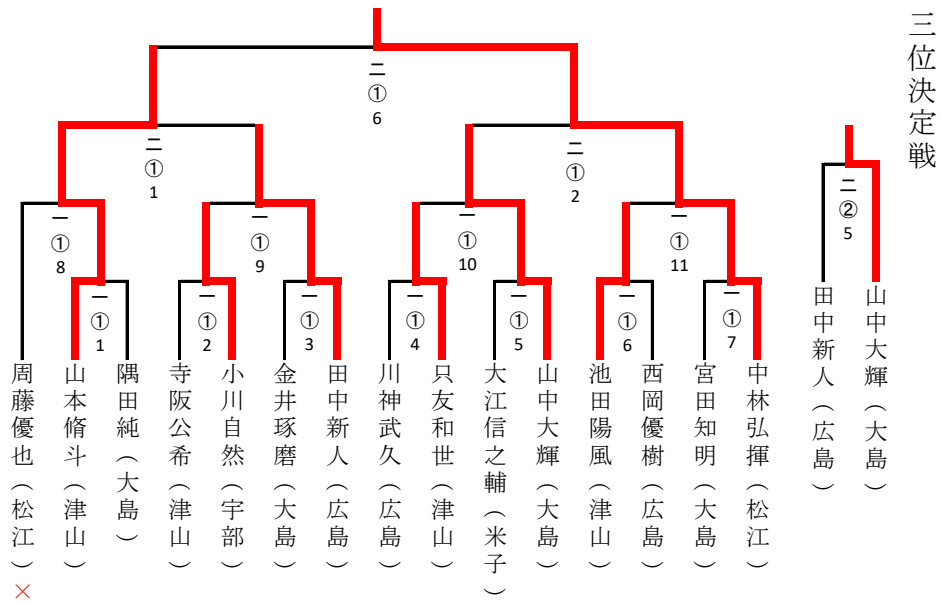 三位決定戦
二①6
二①1
二①2
二②5
一①8
一①9
一①10
一①11
一①1
一①2
一①3
一①4
一①5
一①6
一①7
周藤優也(松江)×
山本脩斗(津山)
隅田純(大島)
寺阪公希(津山)
小川自然(宇部)
金井琢磨(大島)
田中新人(広島)
川神武久(広島)
只友和世(津山)
大江信之輔(米子)
山中大輝(大島)
池田陽風(津山)
西岡優樹(広島)
宮田知明(大島)
中林弘揮(松江)
田中新人(広島)
山中大輝(大島)